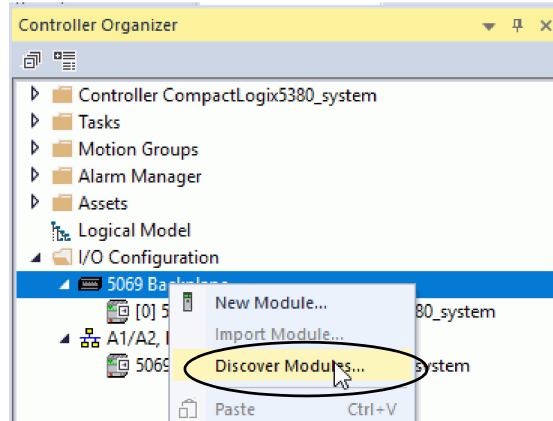 Controller Organizer
Controller CompactLogix5380_system
Tasks
Motion Groups
Alarm Manager
Assets
Logical Model
I/O Configuration
5069 Backplane
[0] 5 80_system
New Module...
A1/A2,
Import Module...
5069 system
Discover Modules...
Paste Ctrl+V